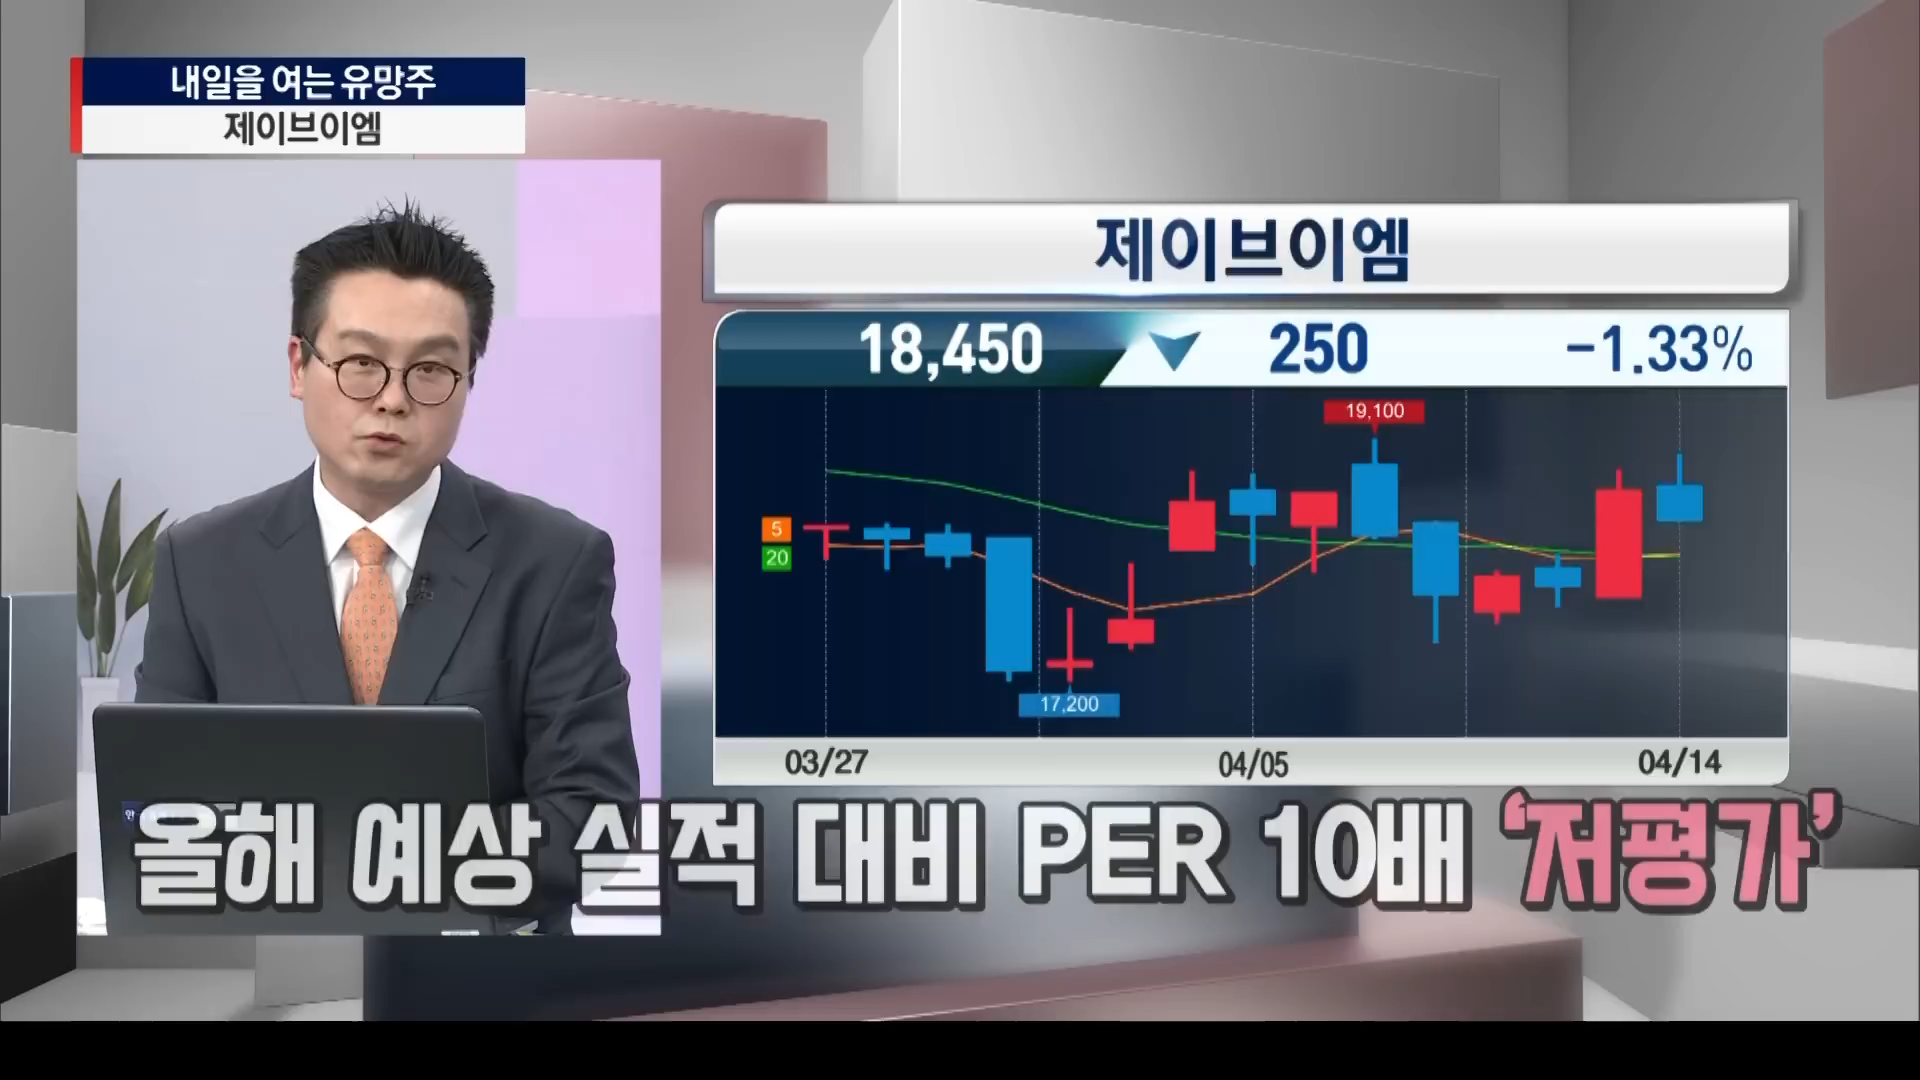 내일을 여는 유망주
제이브이엠
제이브이엠
18,450 ▼ 250 -1.33%
19,100
5
20
17,200
03/27 04/05 04/14
올해 예상 실적 대비 PER 10배 '저평가'